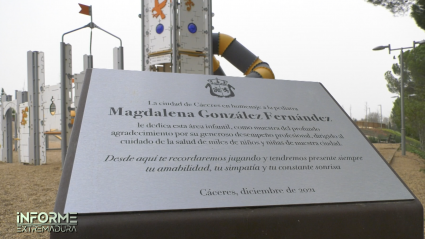 La ciudad de Cáceres en homenaje a la pediatra
Magdalena González Fernández
le dedica esta área infantil, como muestra del profundo
agradecimiento por su generoso desempeño profesional, dirigido al
cuidado de la salud de miles de niños y niñas de nuestra ciudad.
Desde aquí te recordaremos jugando y tendremos presente siempre
tu amabilidad, tu simpatía y tu constante sonrisa
Cáceres, diciembre de 2021
INFORME
EXTREMADURA